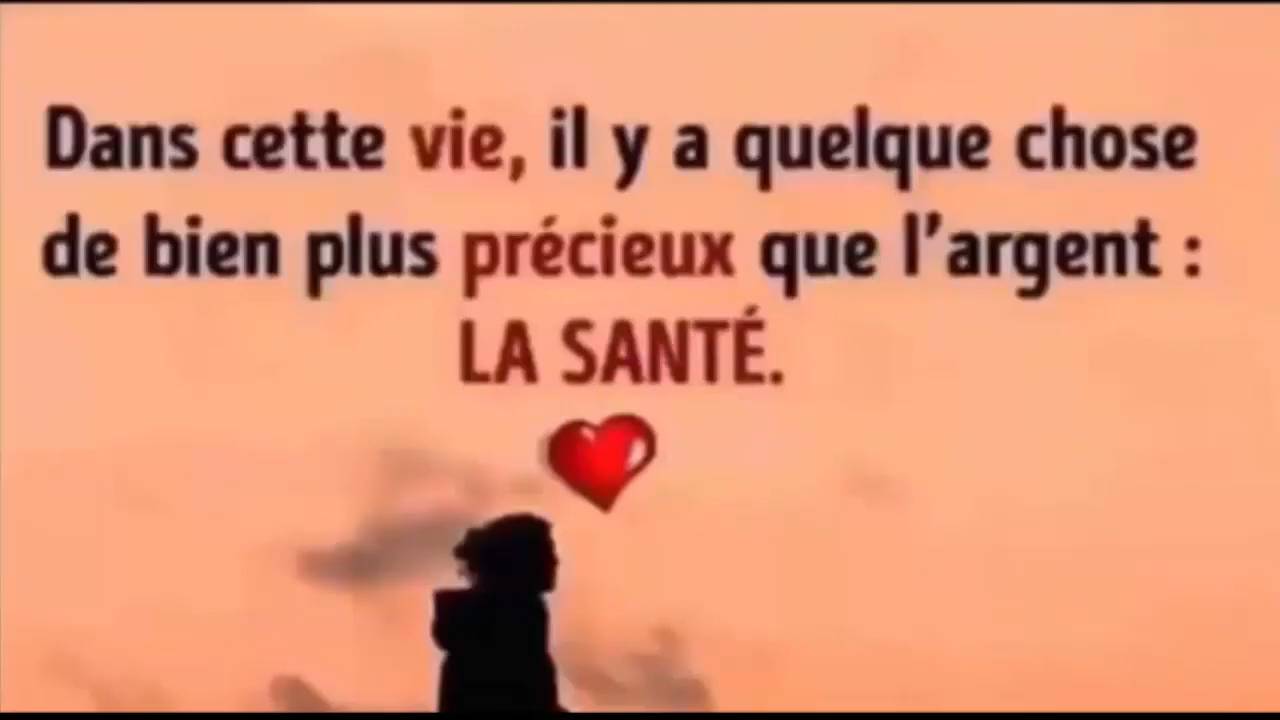 Dans cette vie, il y a quelque chose
de bien plus précieux que l'argent :
LA SANTÉ.